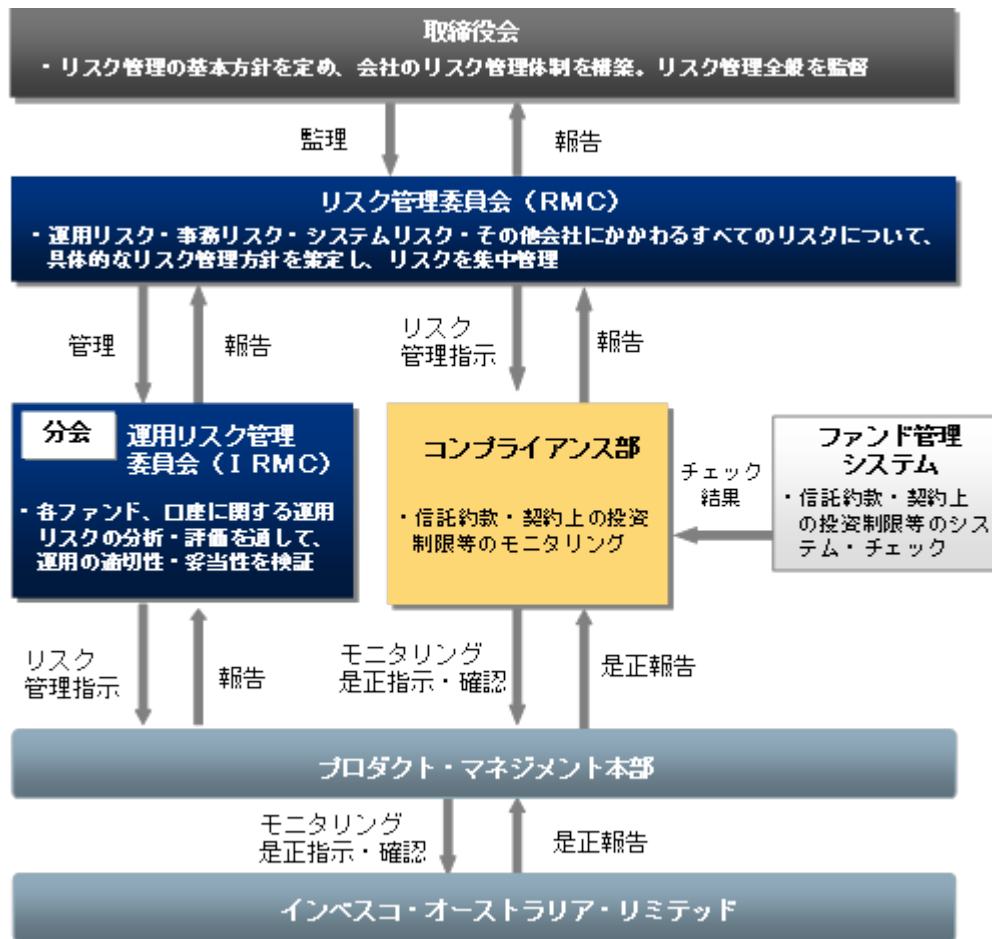 取締役会
・リスク管理の基本方針を定め、会社のリスク管理体制を構築。リスク管理全般を監督
監理
報告
リスク管理委員会（RMC）
・運用リスク・事務リスク・システムリスク・その他会社にかかわるすべてのリスクについて、
具体的なリスク管理方針を策定し、リスクを集中管理
管理
報告
リスク
管理指示
報告
分会
運用リスク管理
委員会（ＩRMC）
・各ファンド、口座に関する運用
リスクの分析・評価を通して、
運用の適切性・妥当性を検証
コンプライアンス部
・信託約款・契約上の投資
制限等のモニタリング
チェック
結果
ファンド管理
システム
・信託約款・契約上
の投資制限等のシス
テム・チェック
リスク
管理指示
報告
モニタリング
是正指示・確認
是正報告
プロダクト・マネジメント本部
モニタリング
是正指示・確認
是正報告
インベスコ・オーストラリア・リミテッド